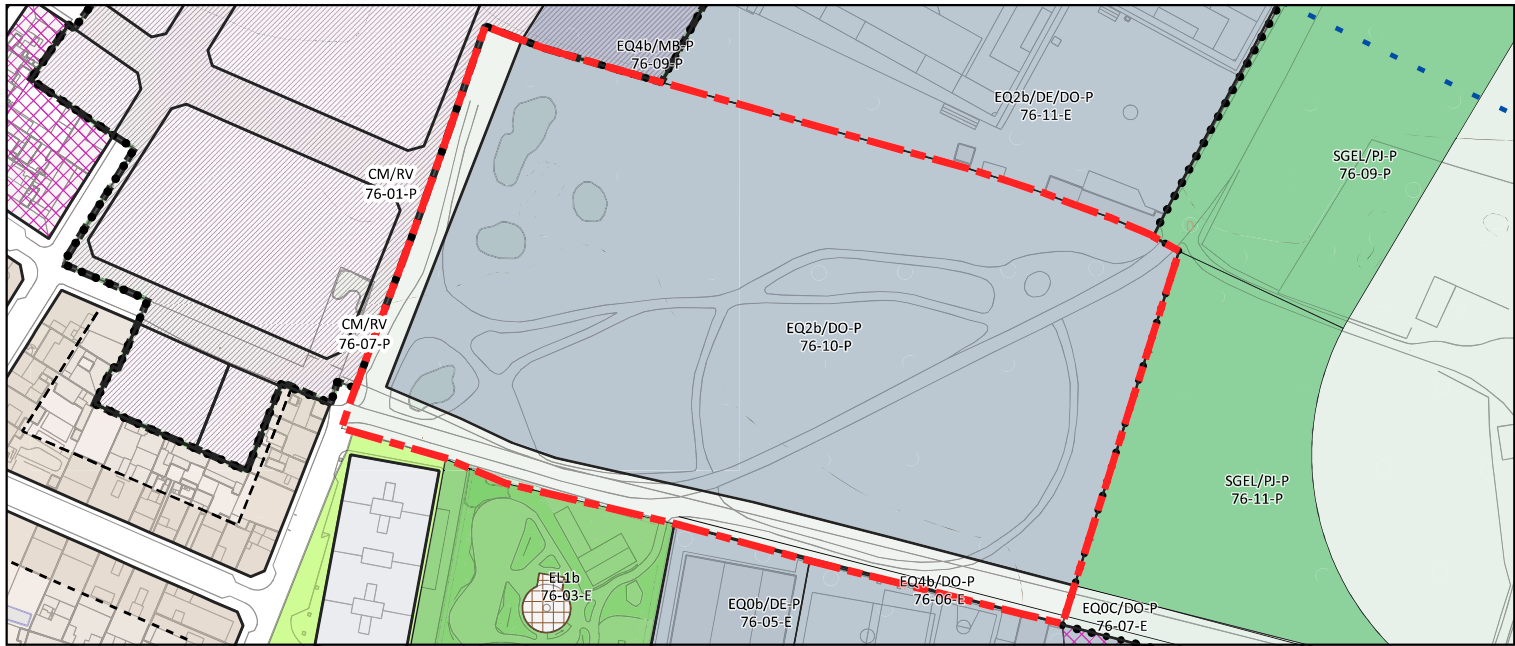 EQ4b/MB-P
76-09-P
EQ2b/DE/DO-P
76-11-E
SGEL/PJ-P
76-09-P
CM/RV
76-01-P
CM/RV
76-07-P
EQ2b/DO-P
76-10-P
SGEL/PJ-P
76-11-P
EL1b
76-03-E
EQ0b/DE-P
76-05-E
EQ4b/DO-P
76-06-E
EQ0C/DO-P
76-07-E